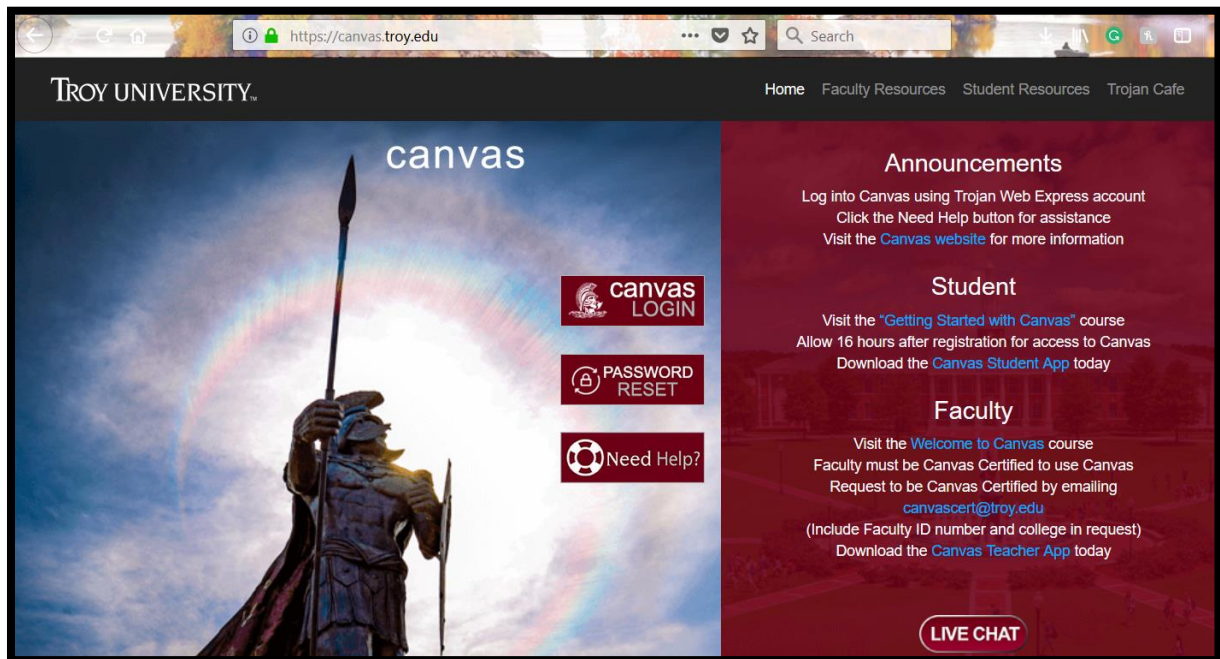 https://canvas.troy.edu
Search
TROY UNIVERSITY™
Home Faculty Resources Student Resources Trojan Cafe
canvas
canvas
LOGIN
PASSWORD
RESET
Need Help?
Announcements
Log into Canvas using Trojan Web Express account
Click the Need Help button for assistance
Visit the Canvas website for more information
Student
Visit the "Getting Started with Canvas" course
Allow 16 hours after registration for access to Canvas
Download the Canvas Student App today
Faculty
Visit the Welcome to Canvas course
Faculty must be Canvas Certified to use Canvas
Request to be Canvas Certified by emailing
canvascert@troy.edu
(Include Faculty ID number and college in request)
Download the Canvas Teacher App today
LIVE CHAT